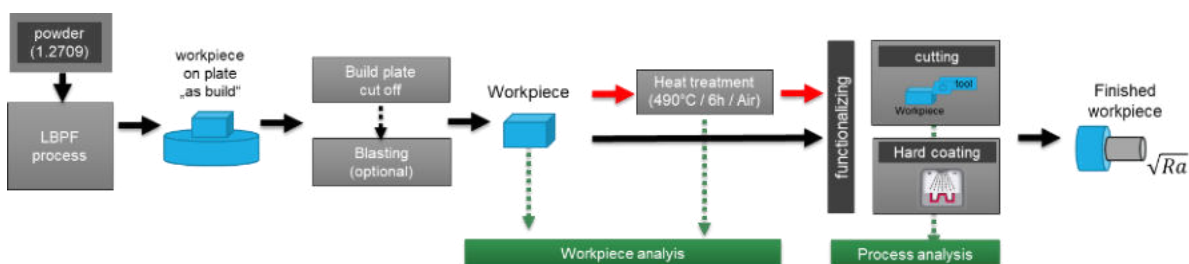 powder
(1.2709)
LBPF
process
workpiece
on plate
„as build“
Build plate
cut off
Blasting
(optional)
Workpiece
Heat treatment
(490°C / 6h / Air)
functionalizing
cutting
tool
Workpiece
Hard coating
Finished
workpiece
√Ra
Workpiece analyis
Process analysis